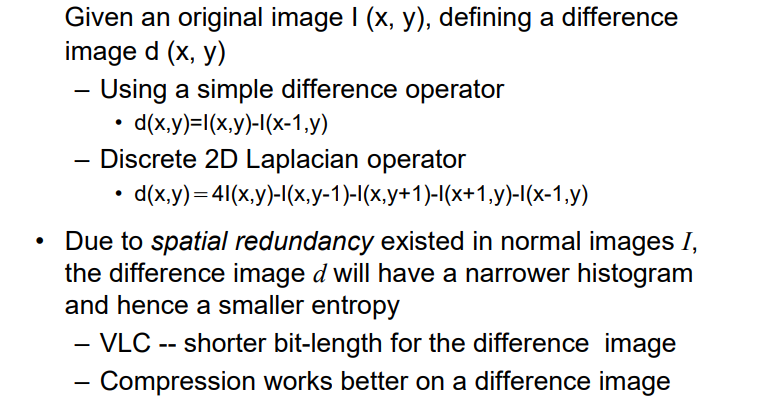 Given an original image I (x, y), defining a difference
image d (x, y)
– Using a simple difference operator
• d(x,y)=I(x,y)-I(x-1,y)
– Discrete 2D Laplacian operator
• d(x,y)=4I(x,y)-I(x,y-1)-I(x,y+1)-I(x+1,y)-I(x-1,y)
• Due to spatial redundancy existed in normal images I,
the difference image d will have a narrower histogram
and hence a smaller entropy
– VLC -- shorter bit-length for the difference image
– Compression works better on a difference image